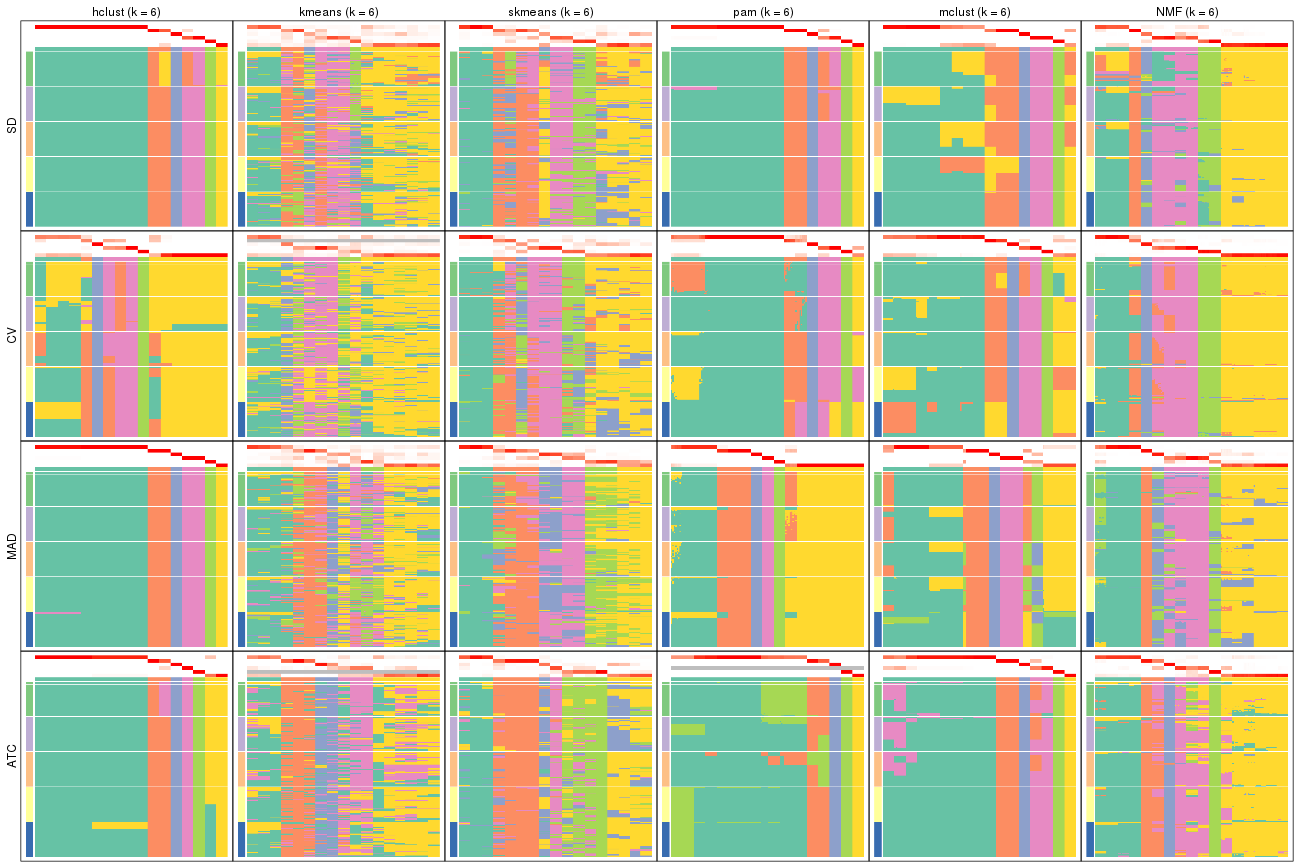 hclust (k = 6)
kmeans (k = 6)
skmeans (k = 6)
pam (k = 6)
mclust (k = 6)
NMF (k = 6)
SD
CV
MAD
ATC